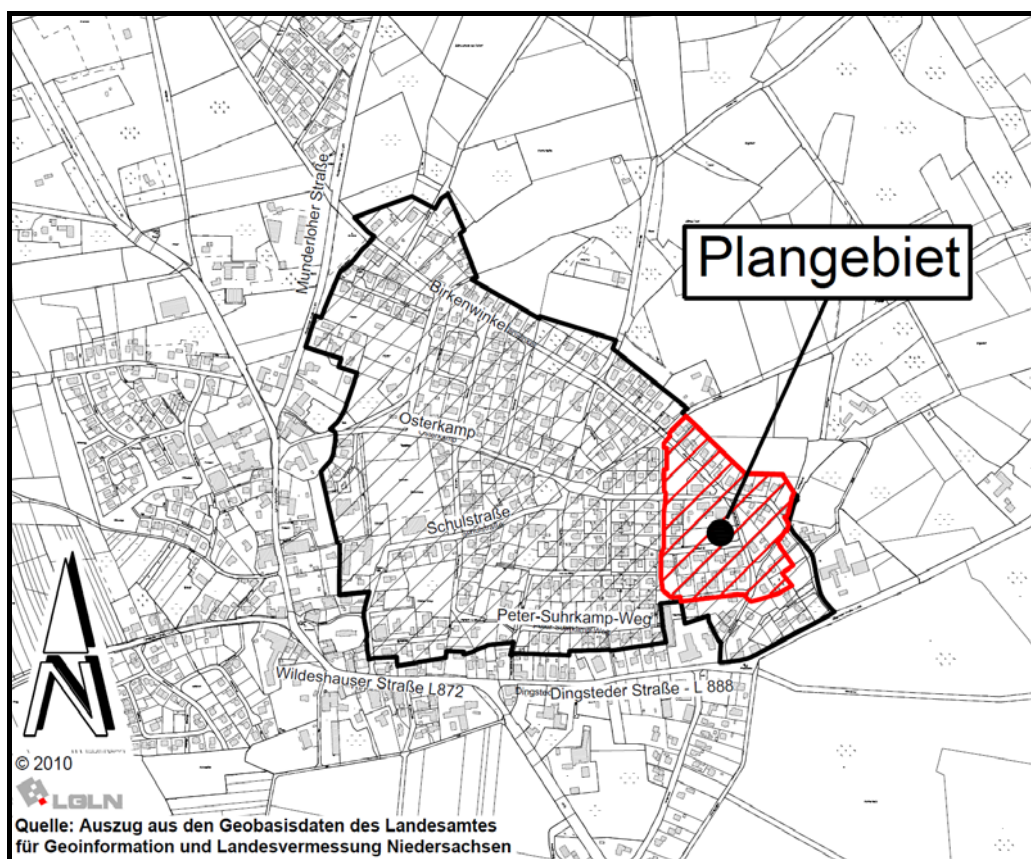 Munderloher Straße
Plangebiet
Birkenwinkel
Osterkamp
Osterkamp
Schulstraße
Peter-Suhrkamp-Weg
Wildeshauser Straße L872
Dingsteder Straße - L 888
N
© 2010
LGLN
Quelle: Auszug aus den Geobasisdaten des Landesamtes
für Geoinformation und Landesvermessung Niedersachsen